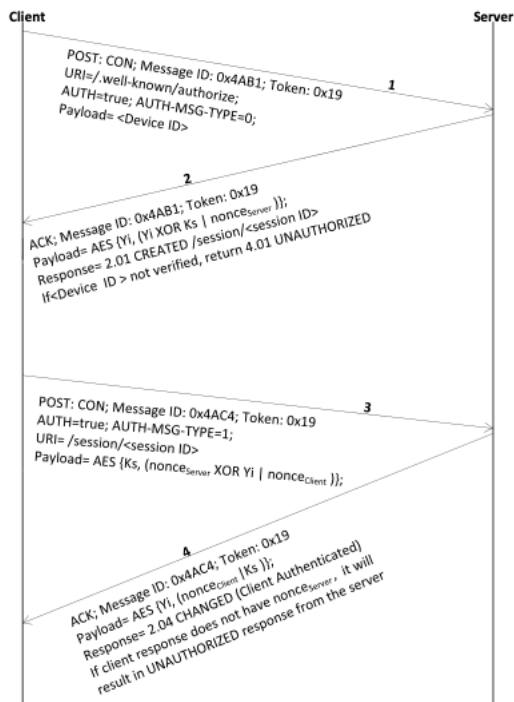 Client
Server
1
POST: CON; Message ID: 0x4AB1; Token: 0x19
URI=/.well-known/authorize;
AUTH=true; AUTH-MSG-TYPE=0;
Payload= <Device ID>
2
ACK; Message ID: 0x4AB1; Token: 0x19
Payload= AES {Yi, (Yi XOR Ks | nonceServer )};
Response= 2.01 CREATED /session/<session ID>
If<Device ID > not verified, return 4.01 UNAUTHORIZED
3
POST: CON; Message ID: 0x4AC4; Token: 0x19
AUTH=true; AUTH-MSG-TYPE=1;
URI= /session/<session ID>
Payload= AES {Ks, (nonceServer XOR Yi | nonceClient )};
4
ACK; Message ID: 0x4AC4; Token: 0x19
Payload= AES {Yi, (nonceClient |Ks )};
Response= 2.04 CHANGED (Client Authenticated)
If client response does not have nonceServer, it will
result in UNAUTHORIZED response from the server